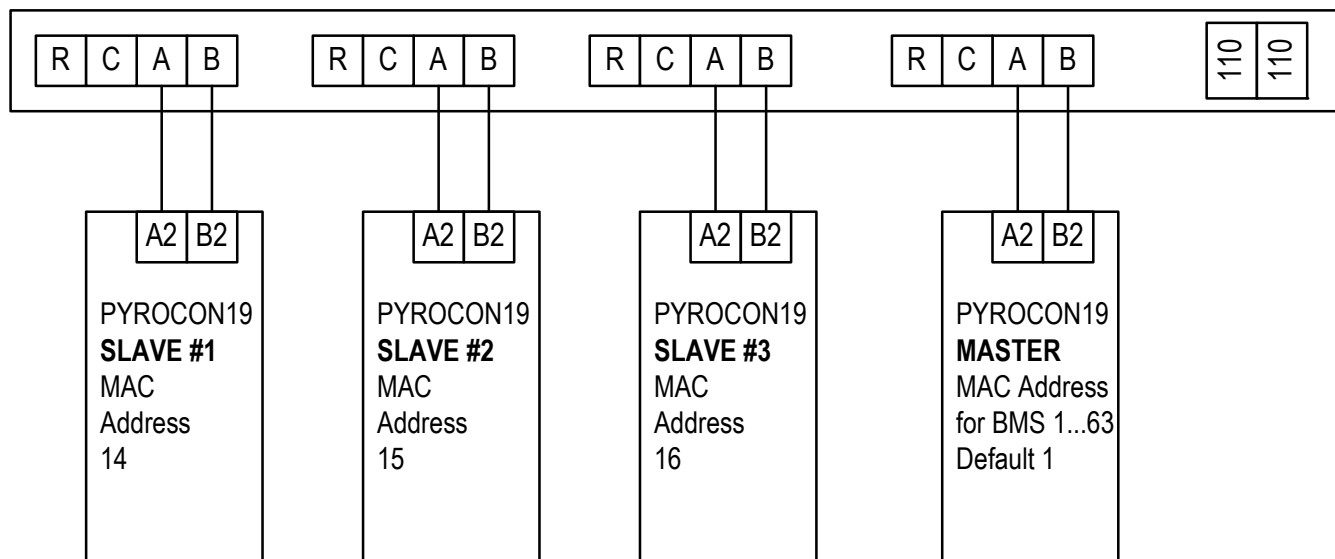 R C A B
R C A B
R C A B
R C A B
110
110
A2 B2
A2 B2
A2 B2
A2 B2
PYROCON19
SLAVE #1
MAC
Address
14
PYROCON19
SLAVE #2
MAC
Address
15
PYROCON19
SLAVE #3
MAC
Address
16
PYROCON19
MASTER
MAC Address
for BMS 1...63
Default 1